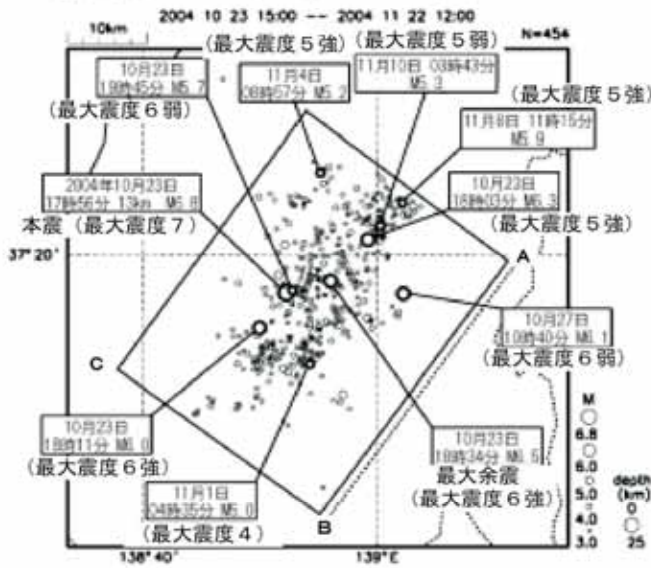 2004 10 23 15:00 -- 2004 11 22 12:00
10km
N=454
(最大震度5強)
(最大震度5弱)
10月23日
19時45分 M5.7
(最大震度6弱)
11月4日
08時57分 M5.2
11月10日 03時43分
M5.3
(最大震度5強)
11月8日 11時15分
M5.9
2004年10月23日
17時56分 13km M6.8
本震(最大震度7)
10月23日
18時03分 M6.3
(最大震度5強)
37°20′
A
10月27日
10時40分 M6.1
(最大震度6弱)
C
10月23日
18時11分 M6.0
(最大震度6強)
10月23日
18時34分 M6.5
最大余震
(最大震度6強)
11月1日
04時35分 M5.0
(最大震度4)
B
M
6.8
6.0
5.0
4.0
3.0
depth
(km)
0
25
138°40′
139°E